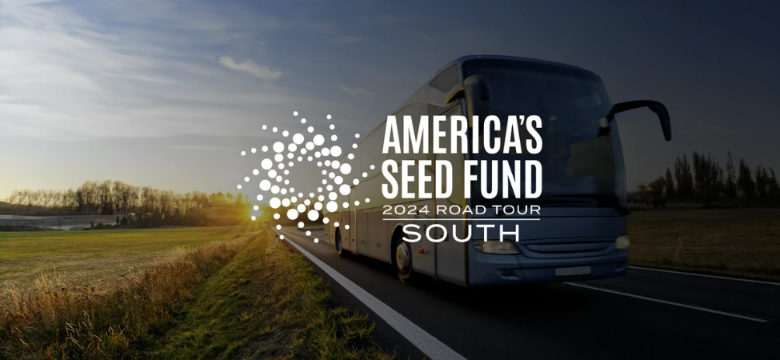 AMERICA'S
SEED FUND
2024 ROAD TOUR
SOUTH